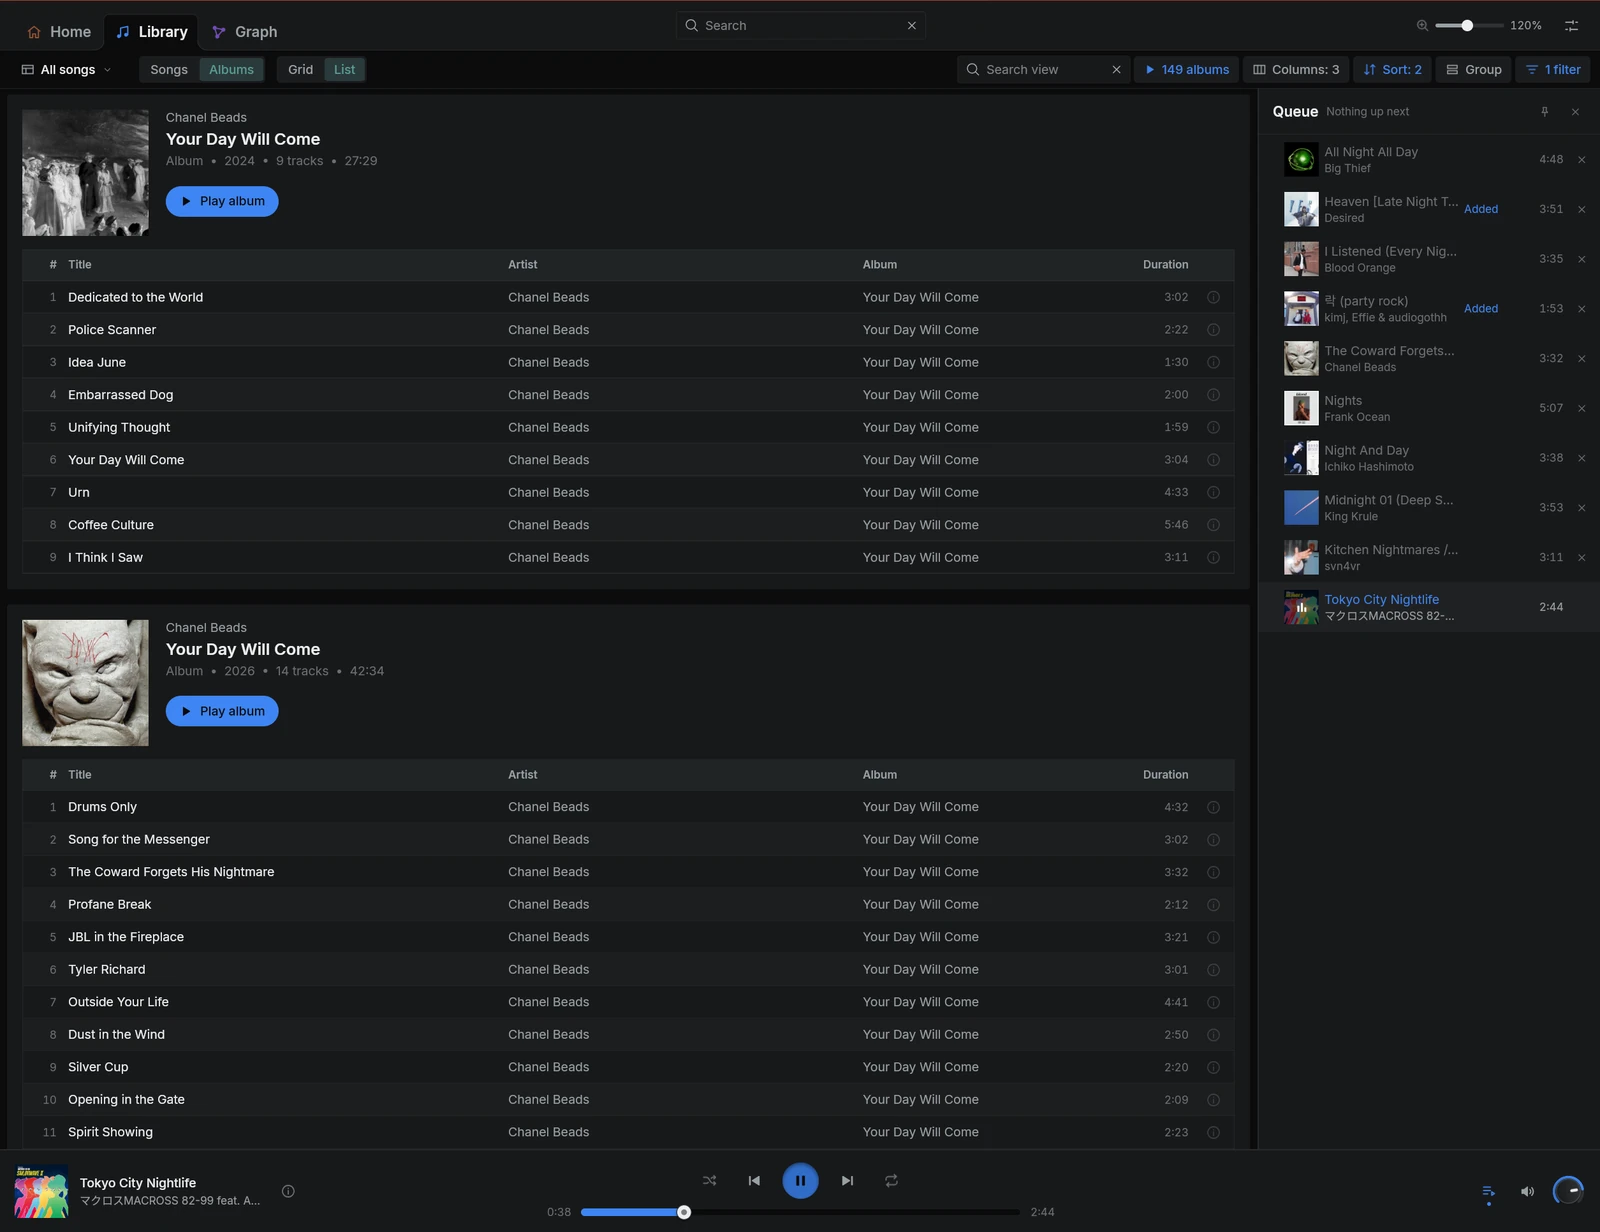 Home
Library
Graph
Search
120%
All songs
Songs
Albums
Grid
List
Search view
149 albums
Columns: 3
Sort: 2
Group
1 filter
Chanel Beads
Your Day Will Come
Album • 2024 • 9 tracks • 27:29
Play album
# Title Artist Album Duration
1 Dedicated to the World Chanel Beads Your Day Will Come 3:02
2 Police Scanner Chanel Beads Your Day Will Come 2:22
3 Idea June Chanel Beads Your Day Will Come 1:30
4 Embarrassed Dog Chanel Beads Your Day Will Come 2:00
5 Unifying Thought Chanel Beads Your Day Will Come 1:59
6 Your Day Will Come Chanel Beads Your Day Will Come 3:04
7 Urn Chanel Beads Your Day Will Come 4:33
8 Coffee Culture Chanel Beads Your Day Will Come 5:46
9 I Think I Saw Chanel Beads Your Day Will Come 3:11
Chanel Beads
Your Day Will Come
Album • 2026 • 14 tracks • 42:34
Play album
# Title Artist Album Duration
1 Drums Only Chanel Beads Your Day Will Come 4:32
2 Song for the Messenger Chanel Beads Your Day Will Come 3:02
3 The Coward Forgets His Nightmare Chanel Beads Your Day Will Come 3:32
4 Profane Break Chanel Beads Your Day Will Come 2:12
5 JBL in the Fireplace Chanel Beads Your Day Will Come 3:21
6 Tyler Richard Chanel Beads Your Day Will Come 3:01
7 Outside Your Life Chanel Beads Your Day Will Come 4:41
8 Dust in the Wind Chanel Beads Your Day Will Come 2:50
9 Silver Cup Chanel Beads Your Day Will Come 2:20
10 Opening in the Gate Chanel Beads Your Day Will Come 2:09
11 Spirit Showing Chanel Beads Your Day Will Come 2:23
Queue Nothing up next
All Night All Day 4:48
Big Thief
Heaven [Late Night T... Added 3:51
Desired
I Listened (Every Nig... 3:35
Blood Orange
락 (party rock) Added 1:53
kimj, Effie & audiogothh
The Coward Forgets... 3:32
Chanel Beads
Nights 5:07
Frank Ocean
Night And Day 3:38
Ichiko Hashimoto
Midnight 01 (Deep S... 3:53
King Krule
Kitchen Nightmares /... 3:11
svn4vr
Tokyo City Nightlife 2:44
マクロスMACROSS 82-...
Tokyo City Nightlife
マクロスMACROSS 82-99 feat. A...
0:38
2:44